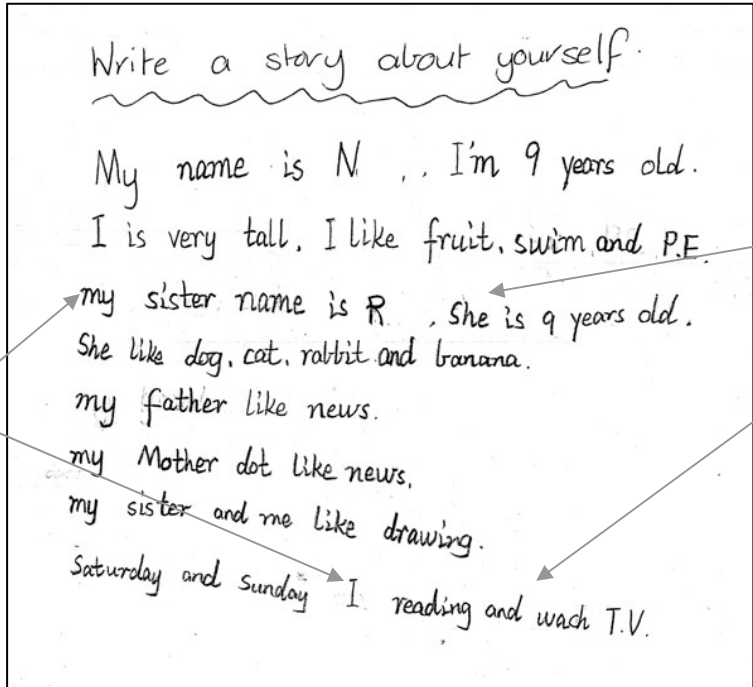 Write a story about yourself.
My name is N .. I'm 9 years old.
I is very tall. I like fruit, swim and P.E.
my sister name is R . She is 9 years old.
She like dog, cat, rabbit and banana.
my father like news.
my Mother dot like news.
my sister and me like drawing.
Saturday and Sunday I reading and wach T.V.